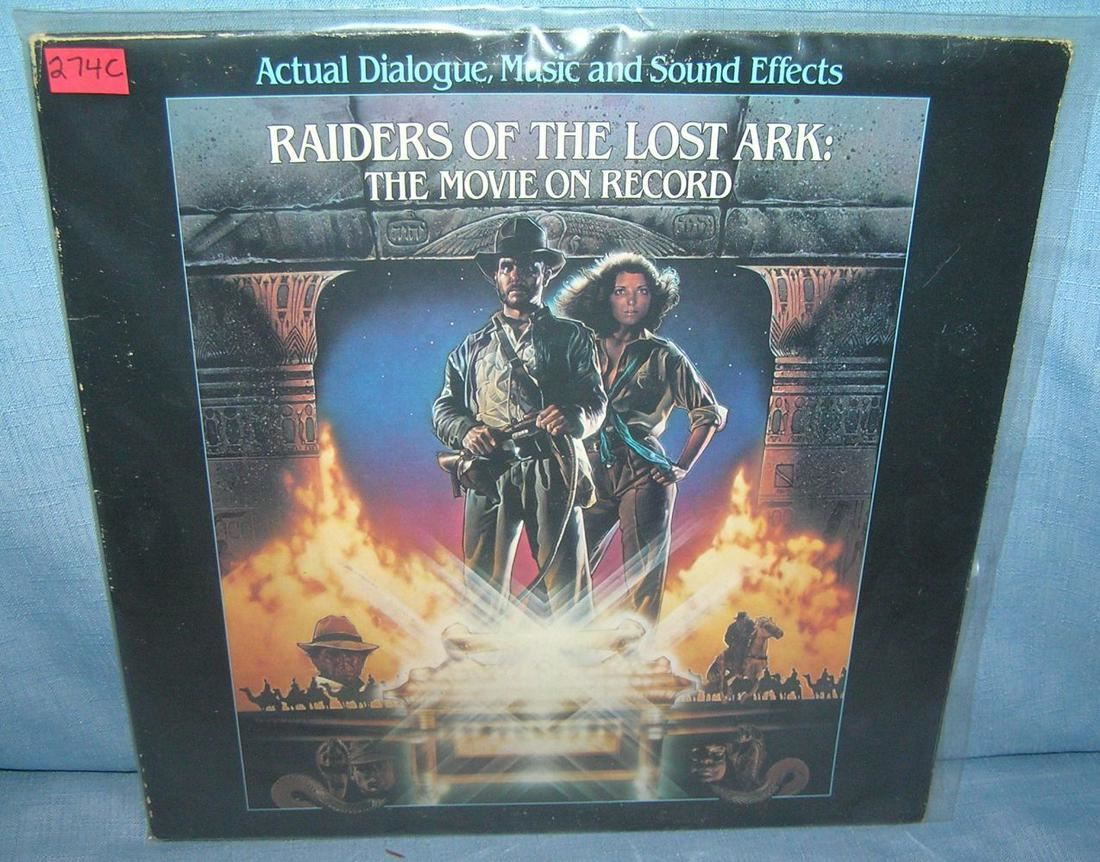 274C
Actual Dialogue, Music and Sound Effects
RAIDERS OF THE LOST ARK:
THE MOVIE ON RECORD